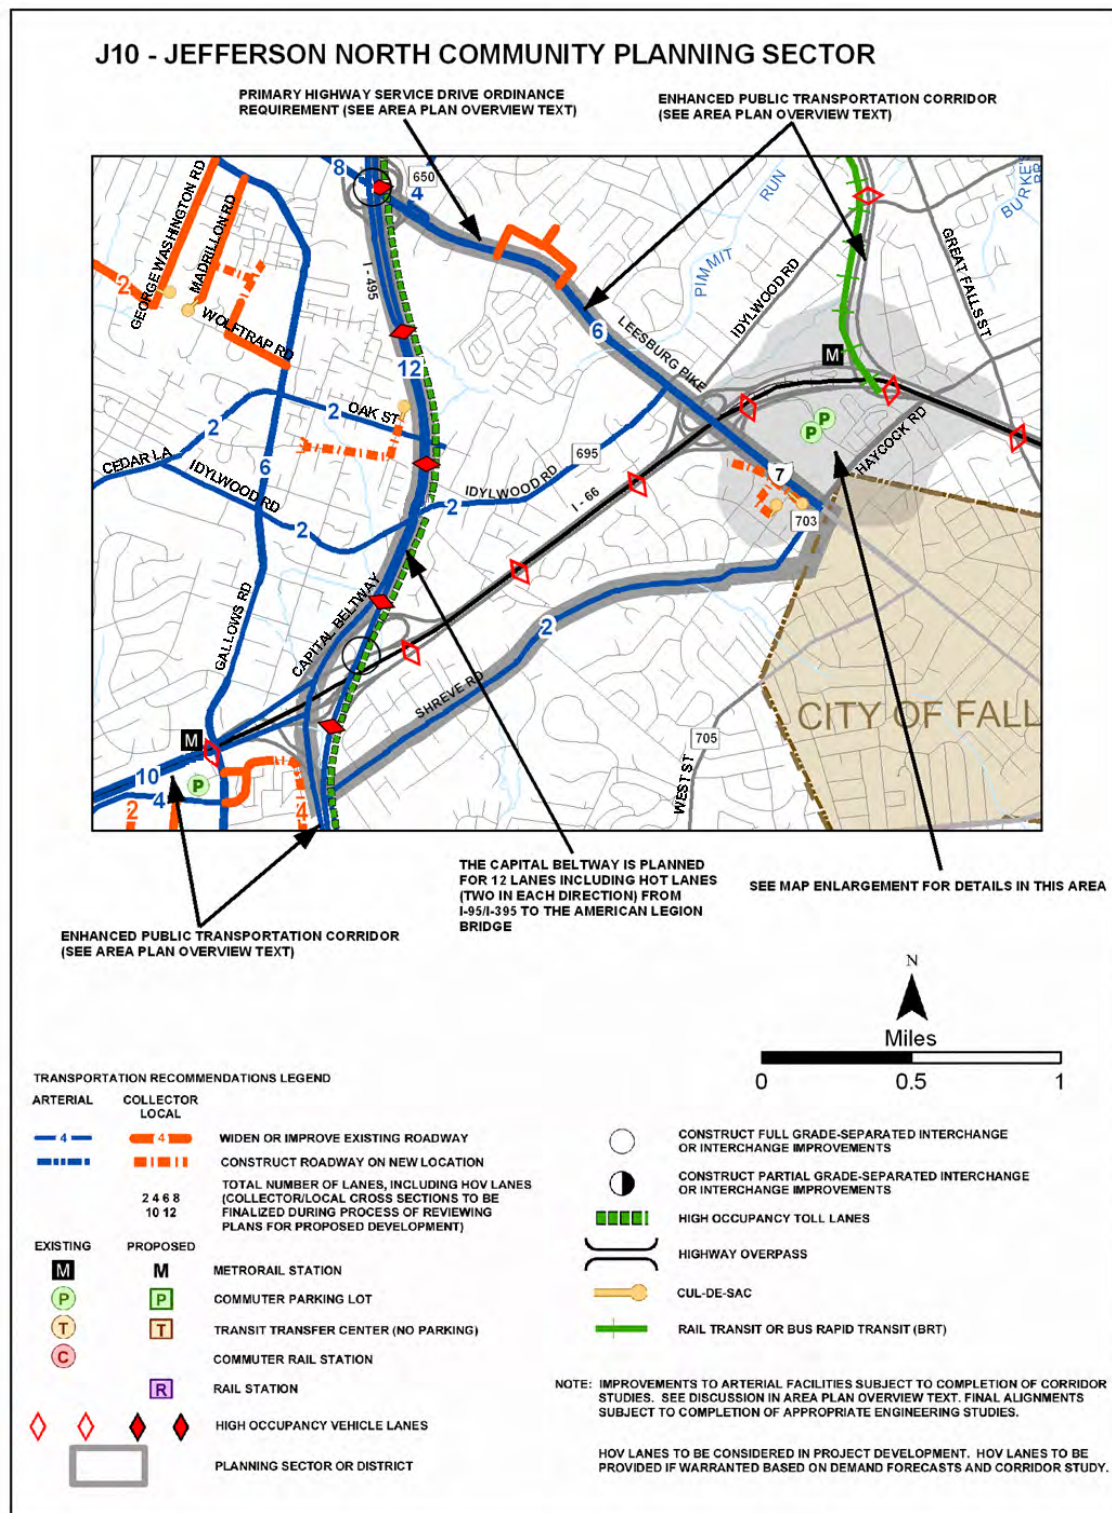 J10 - JEFFERSON NORTH COMMUNITY PLANNING SECTOR
PRIMARY HIGHWAY SERVICE DRIVE ORDINANCE
REQUIREMENT (SEE AREA PLAN OVERVIEW TEXT)
ENHANCED PUBLIC TRANSPORTATION CORRIDOR
(SEE AREA PLAN OVERVIEW TEXT)
8
650
4
GEORGE WASHINGTON RD
MADRILLON RD
2
WOLFTRAP RD
I - 495
12
PIMMIT
RUN
BURKE'S
IDYLWOOD RD
GREAT FALLS ST
LEESBURG PIKE
6
M
OAK ST
2
2
CEDAR LA
IDYLWOOD RD
6
2
2
IDYLWOOD RD
695
I - 66
P
P
HAYCOCK RD
7
703
GALLOWS RD
CAPITAL BELTWAY
2
SHREVE RD
CITY OF FALL
705
WEST ST
M
10
P
4
2
4
THE CAPITAL BELTWAY IS PLANNED
FOR 12 LANES INCLUDING HOT LANES
(TWO IN EACH DIRECTION) FROM
I-95/I-395 TO THE AMERICAN LEGION
BRIDGE
SEE MAP ENLARGEMENT FOR DETAILS IN THIS AREA
ENHANCED PUBLIC TRANSPORTATION CORRIDOR
(SEE AREA PLAN OVERVIEW TEXT)
N
Miles
0 0.5 1
TRANSPORTATION RECOMMENDATIONS LEGEND
ARTERIAL COLLECTOR
LOCAL
4 4 WIDEN OR IMPROVE EXISTING ROADWAY
CONSTRUCT ROADWAY ON NEW LOCATION
TOTAL NUMBER OF LANES, INCLUDING HOV LANES
2 4 6 8 (COLLECTOR/LOCAL CROSS SECTIONS TO BE
10 12 FINALIZED DURING PROCESS OF REVIEWING
PLANS FOR PROPOSED DEVELOPMENT)
EXISTING PROPOSED
M M METRORAIL STATION
P P COMMUTER PARKING LOT
T T TRANSIT TRANSFER CENTER (NO PARKING)
C COMMUTER RAIL STATION
R RAIL STATION
HIGH OCCUPANCY VEHICLE LANES
PLANNING SECTOR OR DISTRICT
CONSTRUCT FULL GRADE-SEPARATED INTERCHANGE
OR INTERCHANGE IMPROVEMENTS
CONSTRUCT PARTIAL GRADE-SEPARATED INTERCHANGE
OR INTERCHANGE IMPROVEMENTS
HIGH OCCUPANCY TOLL LANES
HIGHWAY OVERPASS
CUL-DE-SAC
RAIL TRANSIT OR BUS RAPID TRANSIT (BRT)
NOTE: IMPROVEMENTS TO ARTERIAL FACILITIES SUBJECT TO COMPLETION OF CORRIDOR
STUDIES. SEE DISCUSSION IN AREA PLAN OVERVIEW TEXT. FINAL ALIGNMENTS
SUBJECT TO COMPLETION OF APPROPRIATE ENGINEERING STUDIES.
HOV LANES TO BE CONSIDERED IN PROJECT DEVELOPMENT. HOV LANES TO BE
PROVIDED IF WARRANTED BASED ON DEMAND FORECASTS AND CORRIDOR STUDY.